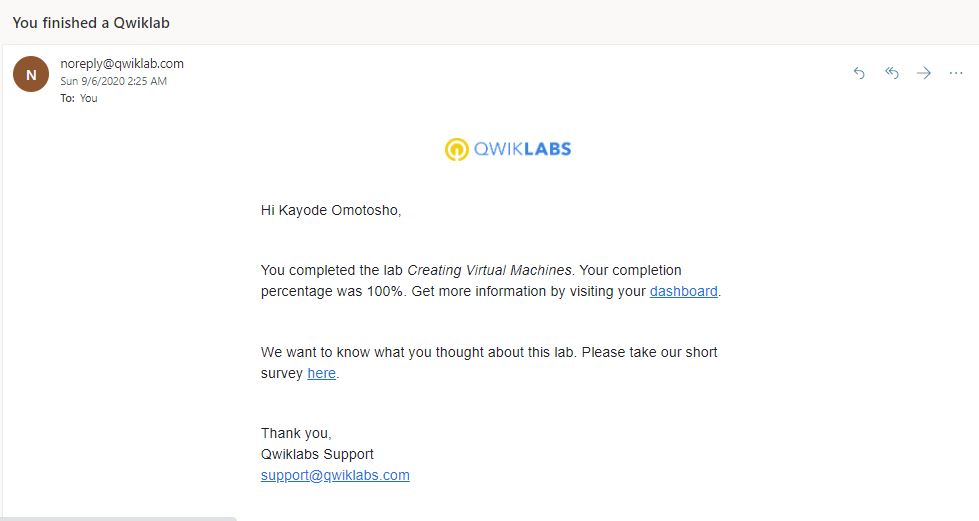 You finished a Qwiklab
N
noreply@qwiklab.com
Sun 9/6/2020 2:25 AM
To: You
QWIKLABS
Hi Kayode Omotosho,
You completed the lab Creating Virtual Machines. Your completion
percentage was 100%. Get more information by visiting your dashboard.
We want to know what you thought about this lab. Please take our short
survey here.
Thank you,
Qwiklabs Support
support@qwiklabs.com